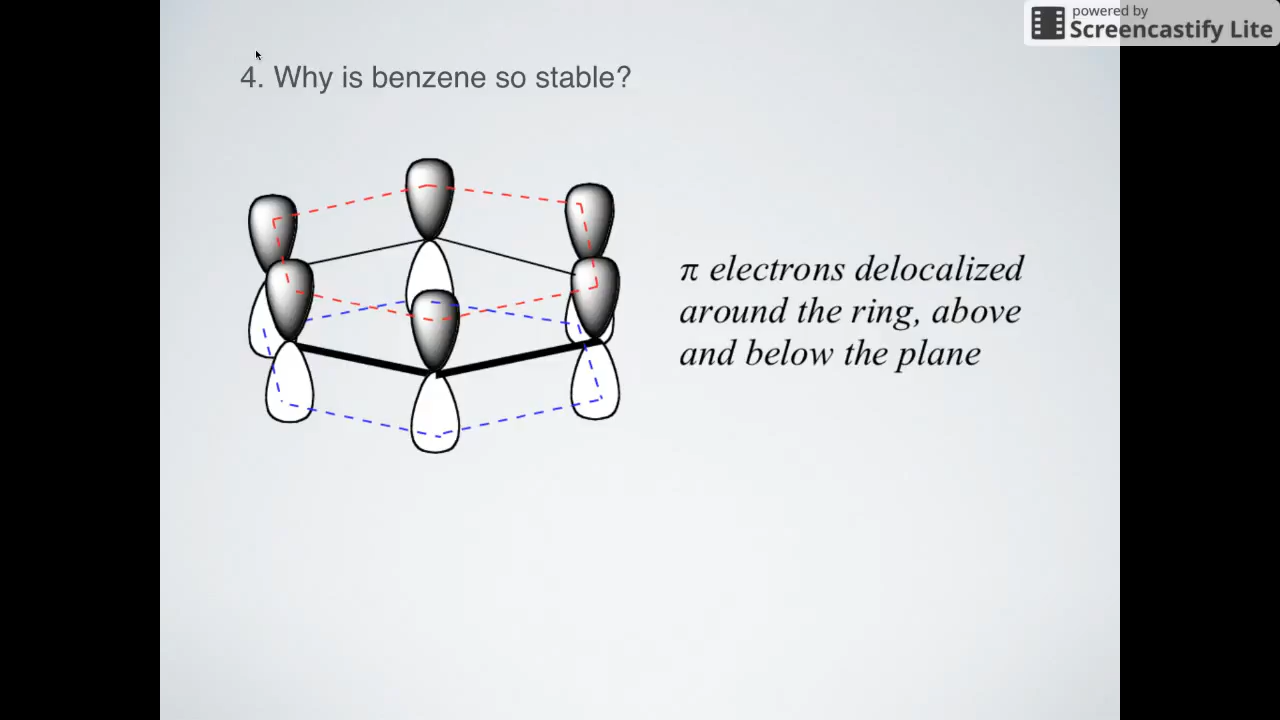 powered by
Screencastify Lite
4. Why is benzene so stable?
π electrons delocalized
around the ring, above
and below the plane